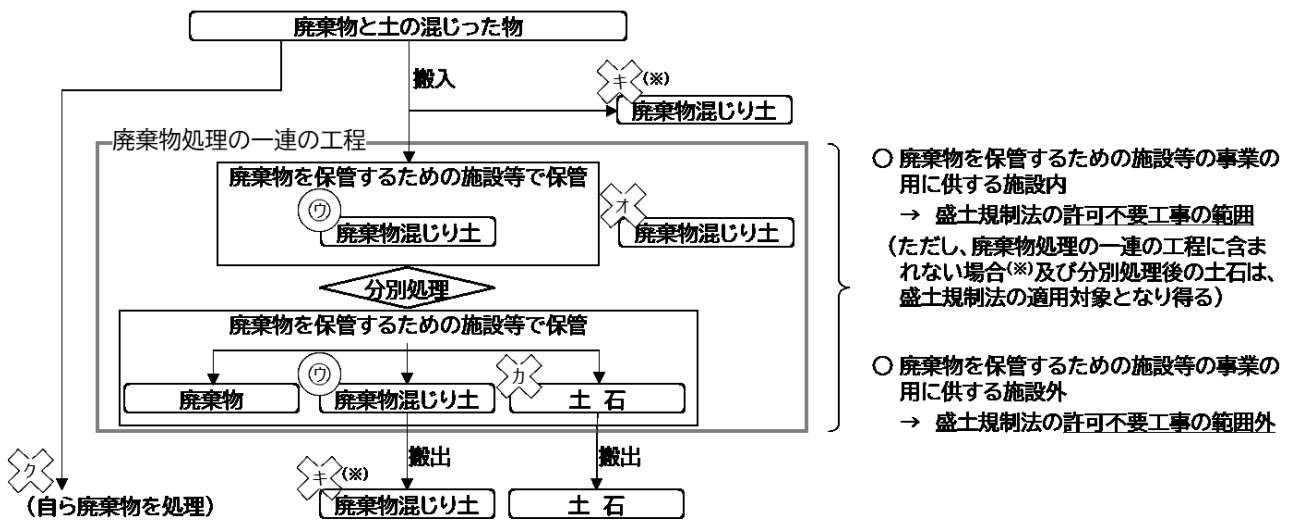 廃棄物と土の混じった物
搬入
キ
(※)
廃棄物混じり土
廃棄物処理の一連の工程
廃棄物を保管するための施設等で保管
ウ
廃棄物混じり土
オ
廃棄物混じり土
分別処理
廃棄物を保管するための施設等で保管
ウ
カ
廃棄物
廃棄物混じり土
土 石
搬出
搬出
ク
(自ら廃棄物を処理)
キ
(※)
廃棄物混じり土
土 石
○ 廃棄物を保管するための施設等の事業の
用に供する施設内
→ 盛土規制法の許可不要工事の範囲
(ただし、廃棄物処理の一連の工程に含ま
れない場合(※)及び分別処理後の土石は、
盛土規制法の適用対象となり得る)
○ 廃棄物を保管するための施設等の事業の
用に供する施設外
→ 盛土規制法の許可不要工事の範囲外